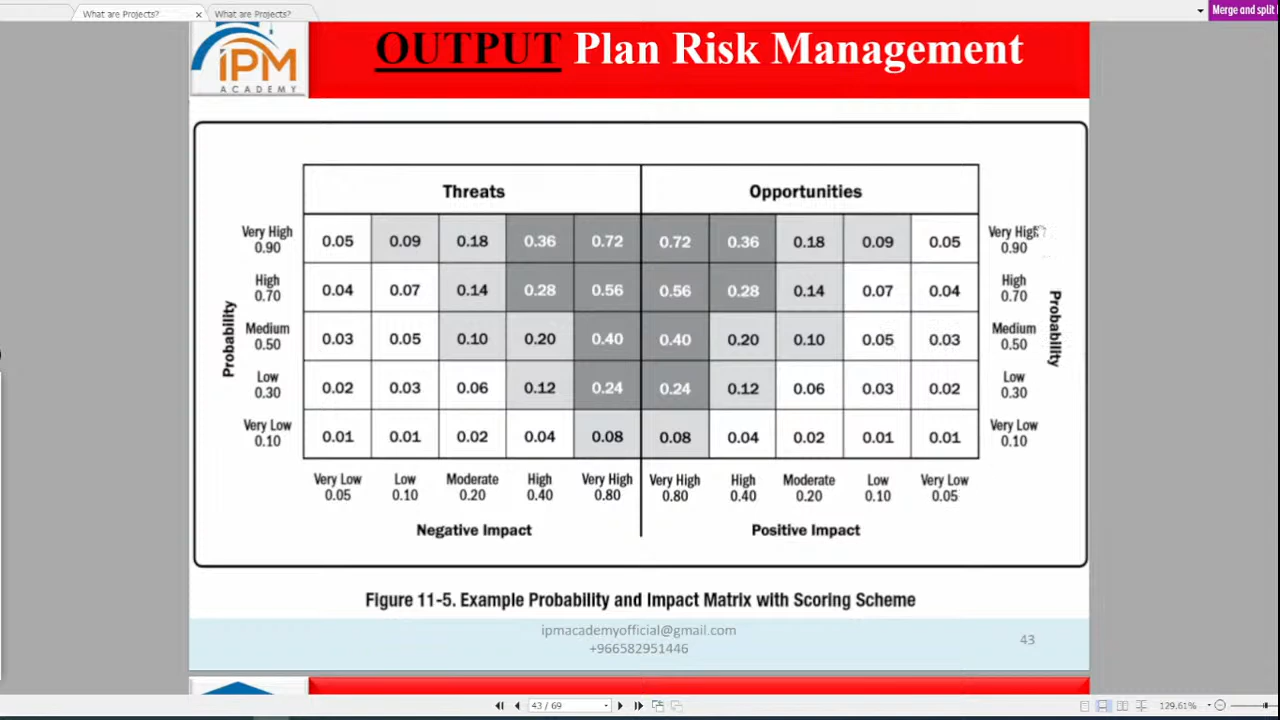 What are Projects? x What are Projects? Merge and split
iPM
ACADEMY
OUTPUT Plan Risk Management
Threats Opportunities
Very High 0.05 0.09 0.18 0.36 0.72 0.72 0.36 0.18 0.09 0.05 Very High
0.90 0.90
High 0.04 0.07 0.14 0.28 0.56 0.56 0.28 0.14 0.07 0.04 High
0.70 0.70
Probability Probability
Medium 0.03 0.05 0.10 0.20 0.40 0.40 0.20 0.10 0.05 0.03 Medium
0.50 0.50
Low 0.02 0.03 0.06 0.12 0.24 0.24 0.12 0.06 0.03 0.02 Low
0.30 0.30
Very Low 0.01 0.01 0.02 0.04 0.08 0.08 0.04 0.02 0.01 0.01 Very Low
0.10 0.10
Very Low Low Moderate High Very High Very High High Moderate Low Very Low
0.05 0.10 0.20 0.40 0.80 0.80 0.40 0.20 0.10 0.05
Negative Impact Positive Impact
Figure 11-5. Example Probability and Impact Matrix with Scoring Scheme
ipmacademyofficial@gmail.com
+966582951446
43
43 / 69 129.61%